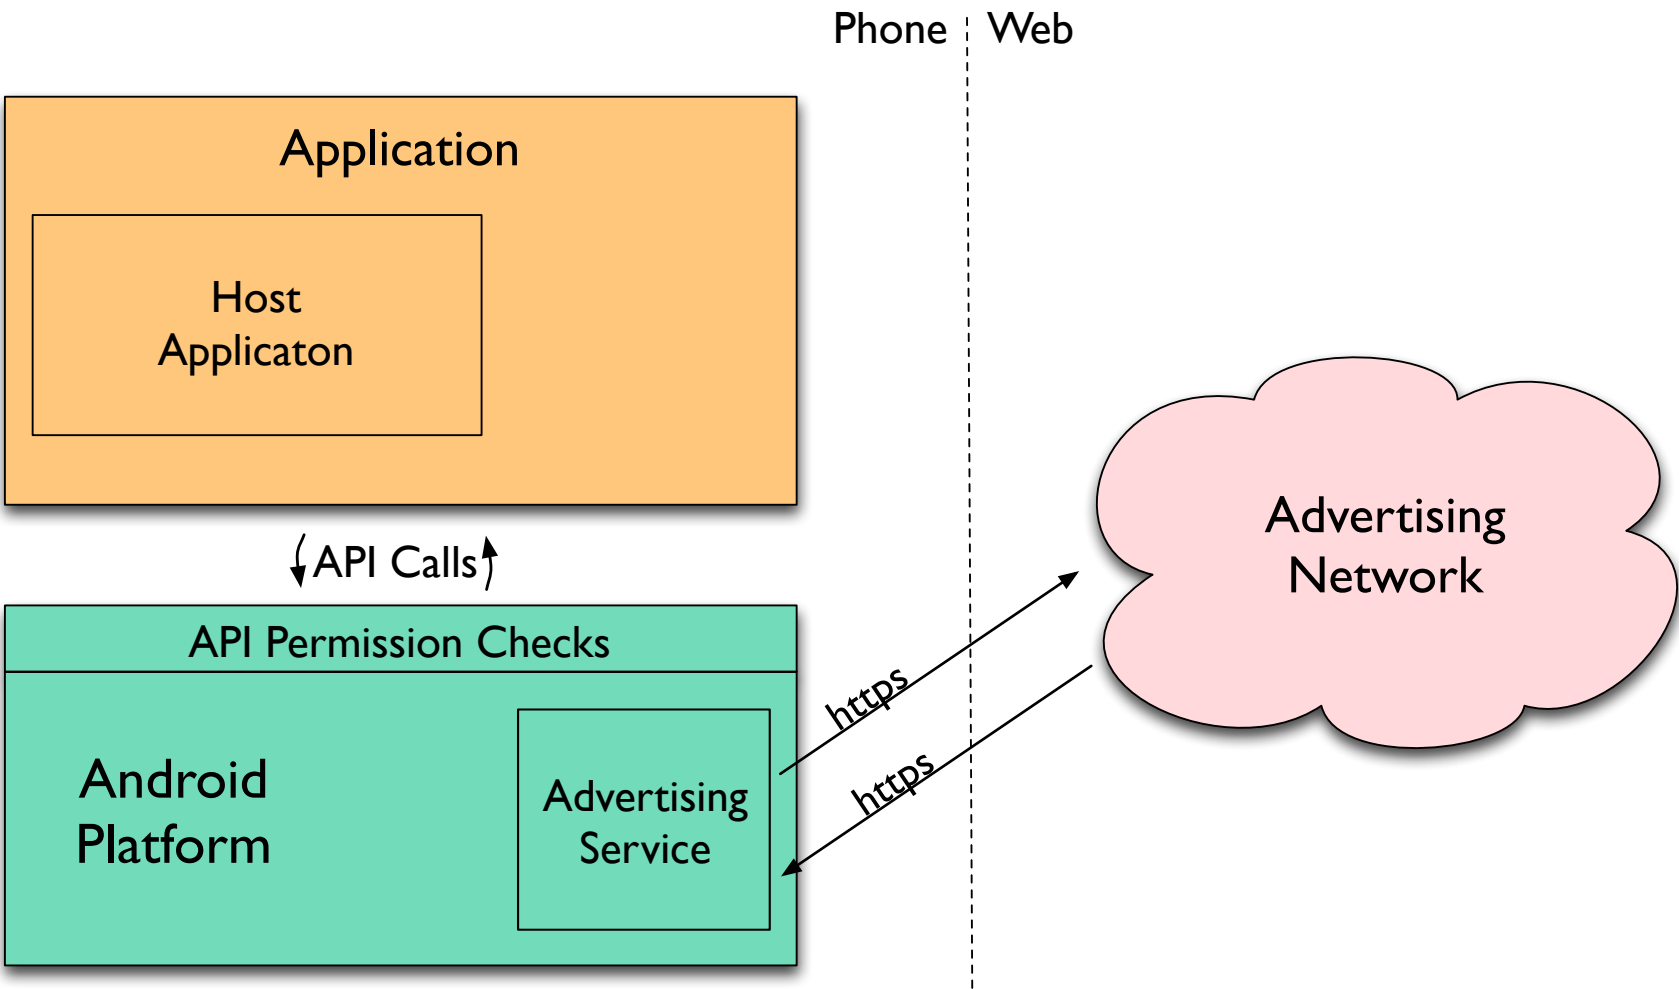 Phone
Web
Application
Host
Applicaton
API Calls
API Permission Checks
Android
Platform
Advertising
Service
https
https
Advertising
Network